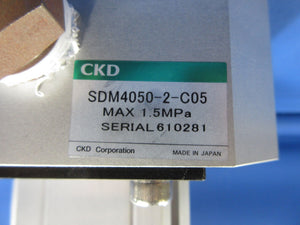 CKD
SDM4050-2-C05
MAX 1.5MPa
SERIAL 610281
CKD Corporation MADE IN JAPAN